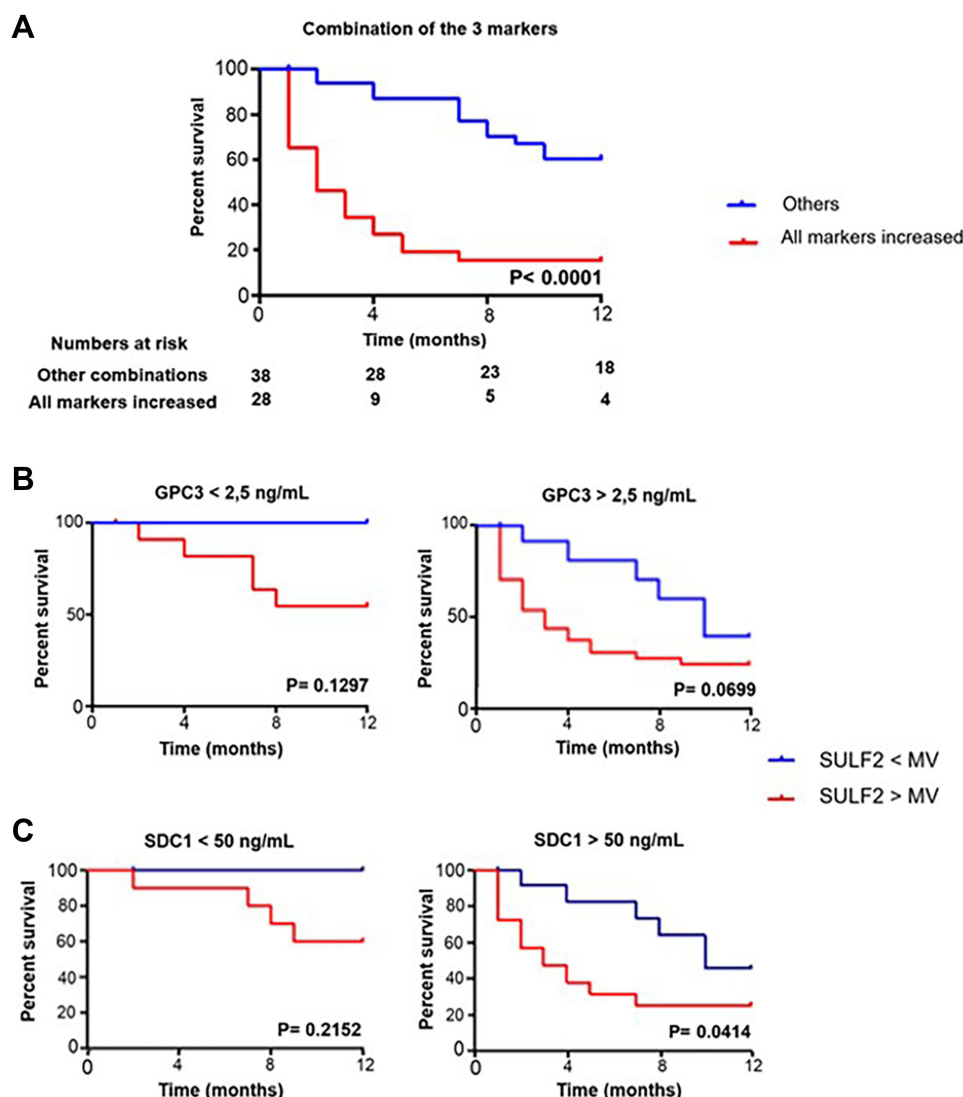 A
Combination of the 3 markers
Percent survival
100
80
60
40
20
0
P< 0.0001
0 4 8 12
Time (months)
Others
All markers increased
Numbers at risk
Other combinations 38 28 23 18
All markers increased 28 9 5 4
B
GPC3 < 2,5 ng/mL
Percent survival
100
50
0
P= 0.1297
0 4 8 12
Time (months)
GPC3 > 2,5 ng/mL
Percent survival
100
50
0
P= 0.0699
0 4 8 12
Time (months)
SULF2 < MV
SULF2 > MV
C
SDC1 < 50 ng/mL
Percent survival
100
80
60
40
20
0
P= 0.2152
0 4 8 12
Time (months)
SDC1 > 50 ng/mL
Percent survival
100
80
60
40
20
0
P= 0.0414
0 4 8 12
Time (months)